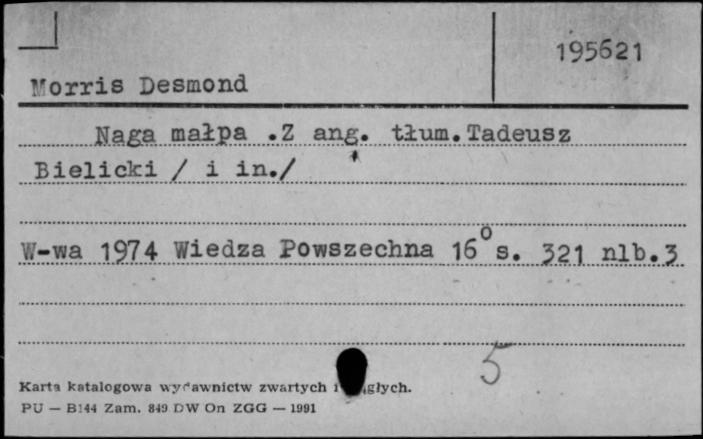 195621
Morris Desmond
Naga małpa .Z ang. tłum.Tadeusz
Bielicki / i in./
W-wa 1974 Wiedza Powszechna 16° s. 321 nlb.3
5
Karta katalogowa wydawnictw zwartych i ciągłych.
PU — B144 Zam. 849 DW On ZGG — 1991